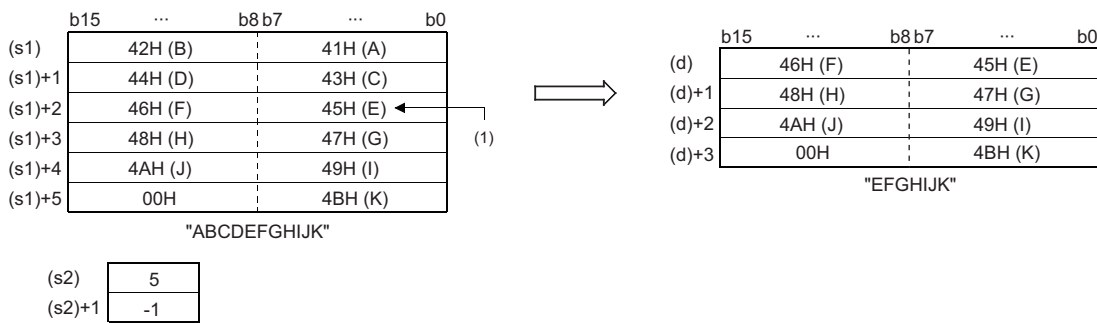 b15 ... b8 b7 ... b0
(s1) 42H (B) 41H (A)
(s1)+1 44H (D) 43H (C)
(s1)+2 46H (F) 45H (E)
(s1)+3 48H (H) 47H (G) (1)
(s1)+4 4AH (J) 49H (I)
(s1)+5 00H 4BH (K)
"ABCDEFGHIJK"
(s2) 5
(s2)+1 -1
b15 ... b8 b7 ... b0
(d) 46H (F) 45H (E)
(d)+1 48H (H) 47H (G)
(d)+2 4AH (J) 49H (I)
(d)+3 00H 4BH (K)
"EFGHIJK"